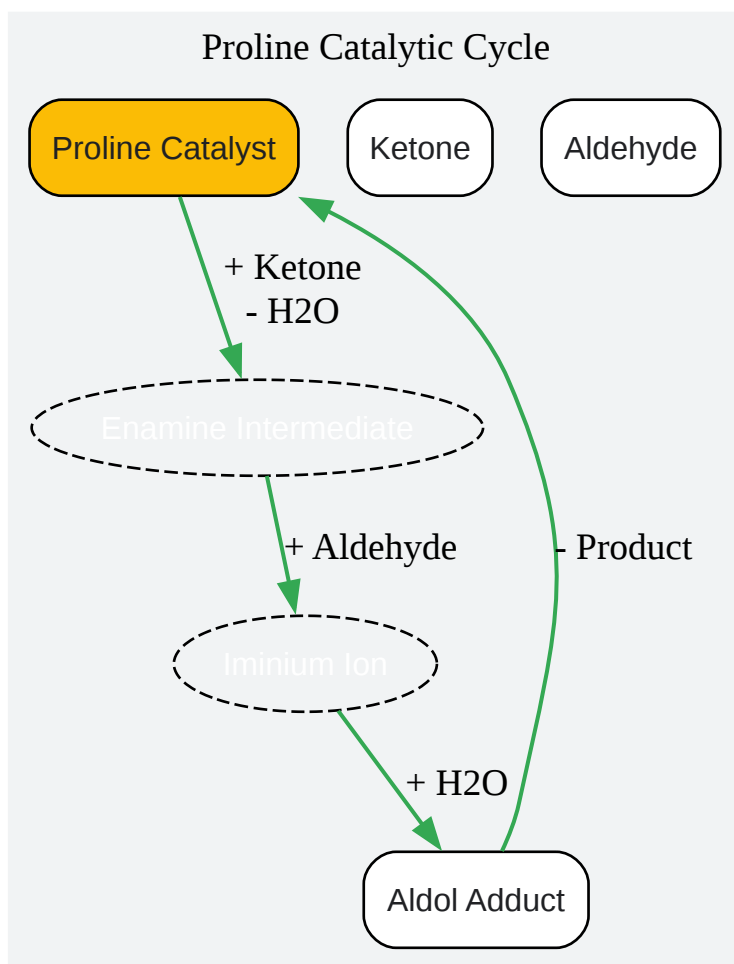 Proline Catalytic Cycle
Proline Catalyst
Ketone
Aldehyde
+ Ketone
- H2O
Enamine Intermediate
+ Aldehyde
- Product
Iminium Ion
+ H2O
Aldol Adduct